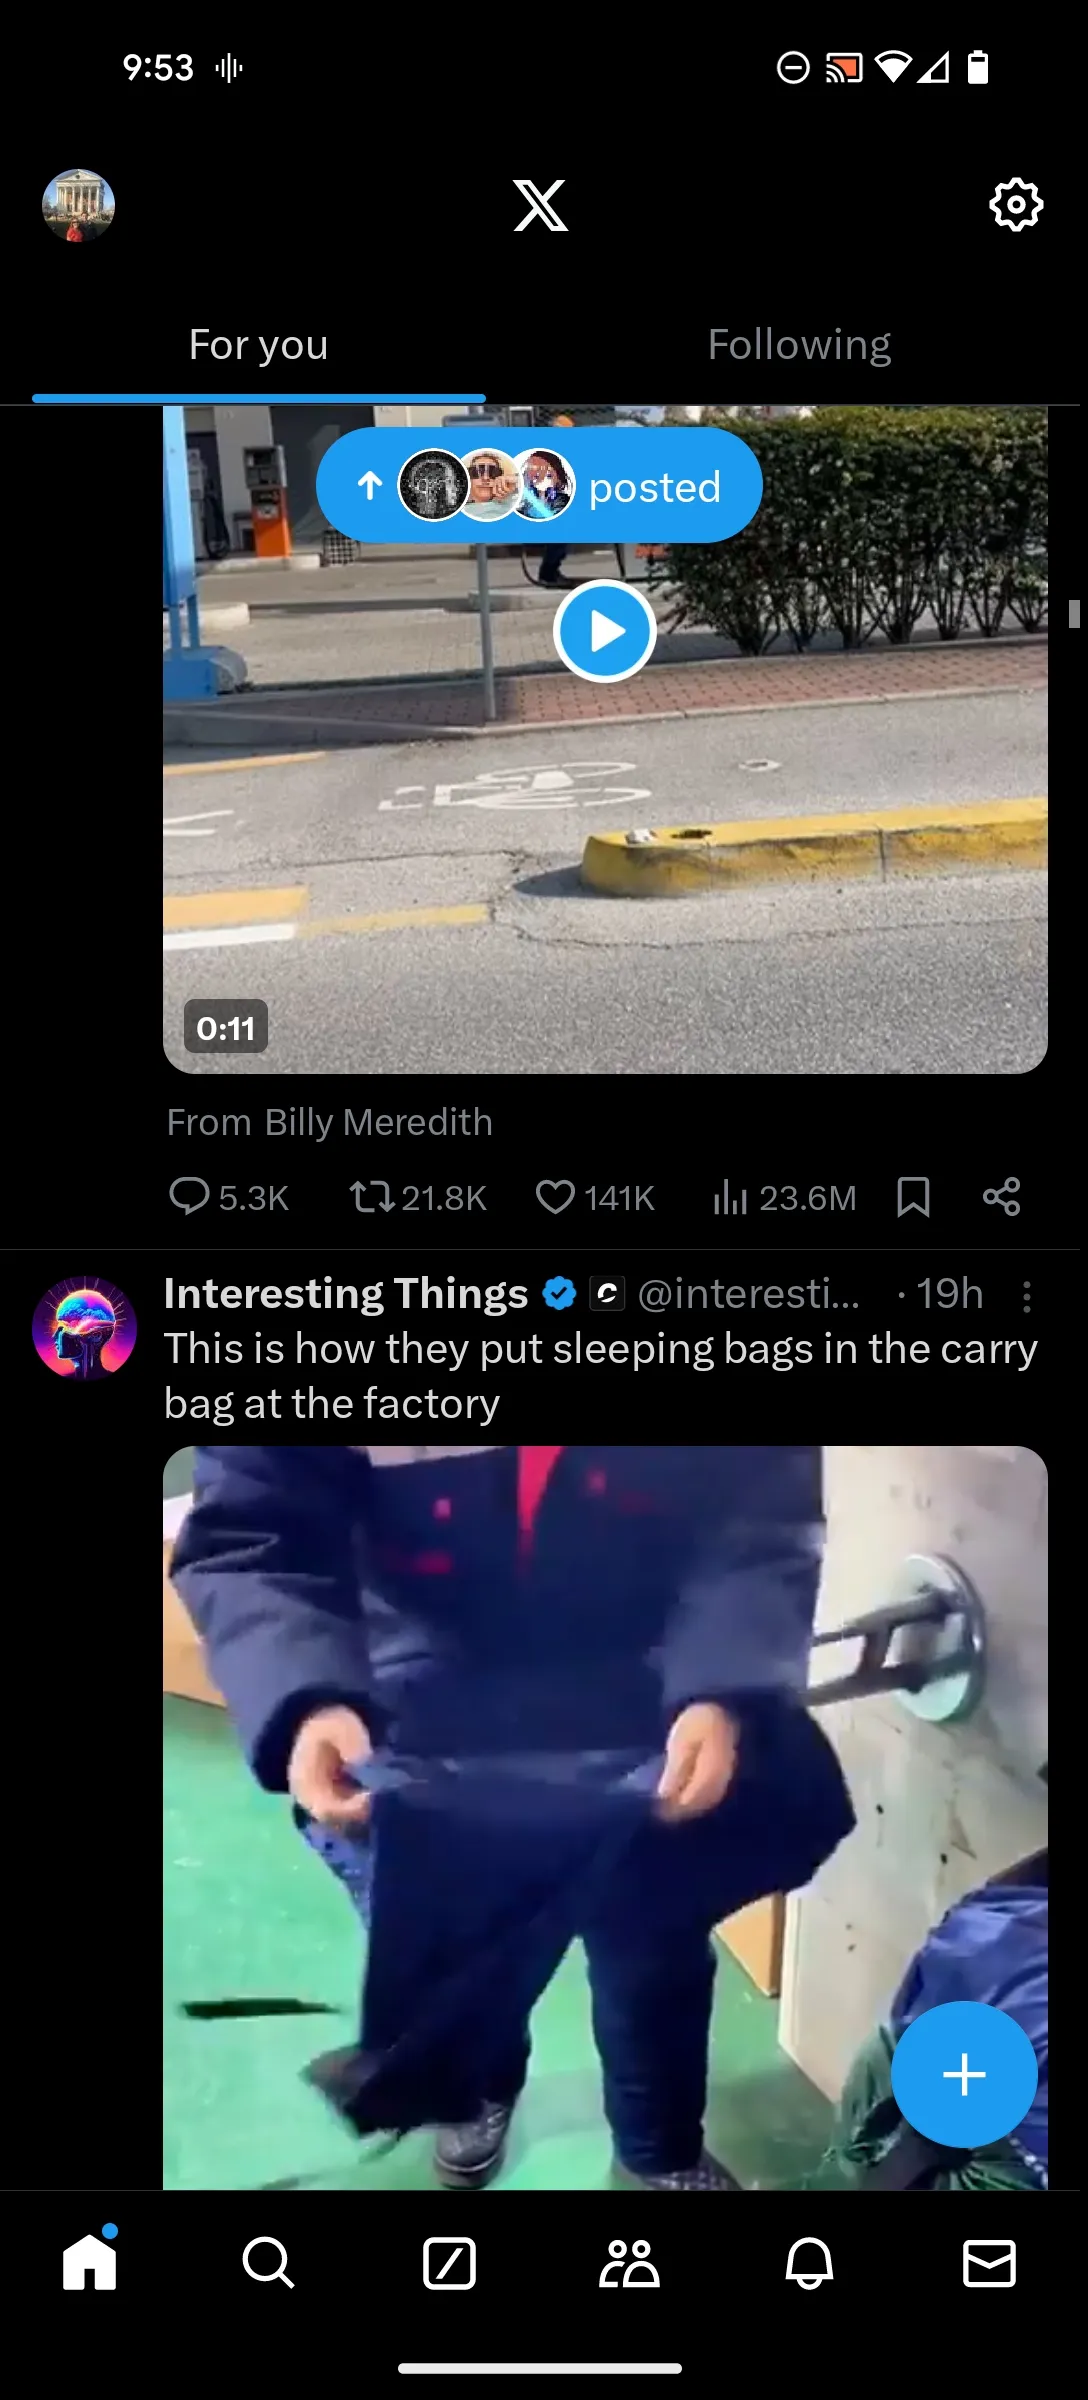 9:53
For you
Following
posted
0:11
From Billy Meredith
5.3K 21.8K 141K 23.6M
Interesting Things @interesti... · 19h
This is how they put sleeping bags in the carry
bag at the factory